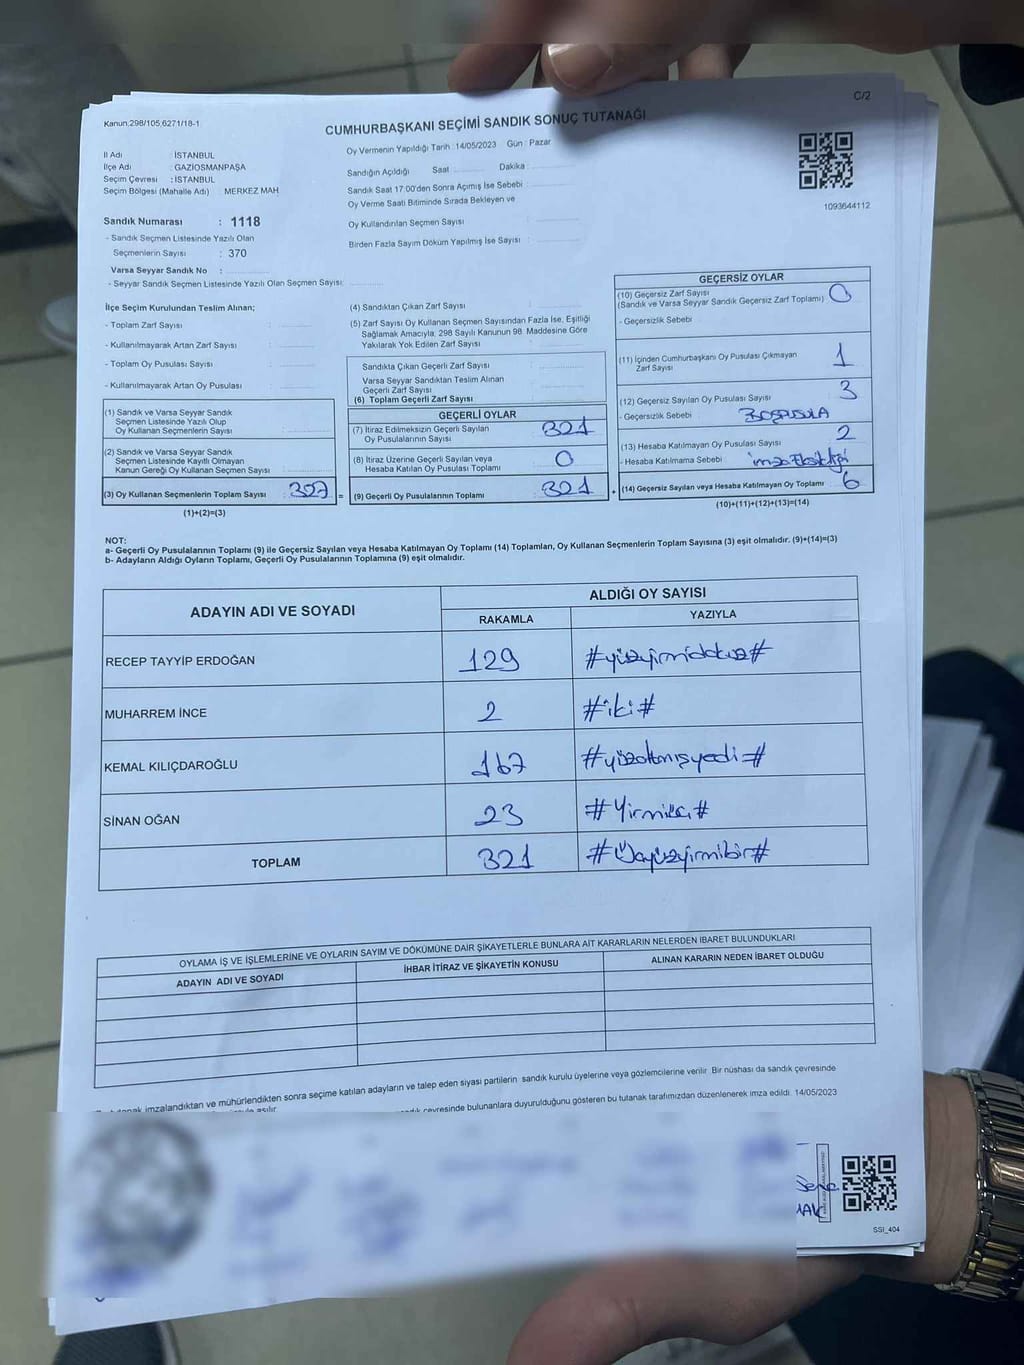 C/2
Kanun,298/105,6271/18-1
CUMHURBAŞKANI SEÇİMİ SANDIK SONUÇ TUTANAĞI
İl Adı : İSTANBUL
İlçe Adı : GAZİOSMANPAŞA
Seçim Çevresi : İSTANBUL
Seçim Bölgesi (Mahalle Adı) : MERKEZ MAH.
Sandık Numarası : 1118
- Sandık Seçmen Listesinde Yazılı Olan
Seçmenlerin Sayısı : 370
Varsa Seyyar Sandık No :
- Seyyar Sandık Seçmen Listesinde Yazılı Olan Seçmen Sayısı:
Oy Vermenin Yapıldığı Tarih : 14/05/2023 Gün : Pazar
Sandığın Açıldığı Saat Dakika :
Sandık Saat 17:00'den Sonra Açımış İse Sebebi :
Oy Verme Saati Bitiminde Sırada Bekleyen ve
Oy Kullandırılan Seçmen Sayısı :
Birden Fazla Sayım Döküm Yapılmış İse Sayısı :
1093644112
İlçe Seçim Kurulundan Teslim Alınan;
- Toplam Zarf Sayısı :
- Kullanılmayarak Artan Zarf Sayısı :
- Toplam Oy Pusulası Sayısı :
- Kullanılmayarak Artan Oy Pusulası :
(1) Sandık ve Varsa Seyyar Sandık
Seçmen Listesinde Yazılı Olup
Oy Kullanan Seçmenlerin Sayısı :
(2) Sandık ve Varsa Seyyar Sandık
Seçmen Listesinde Kayıtlı Olmayan
Kanun Gereği Oy Kullanan Seçmen Sayısı :
(3) Oy Kullanan Seçmenlerin Toplam Sayısı : 327 =
(1)+(2)=(3)
(4) Sandıktan Çıkan Zarf Sayısı :
(5) Zarf Sayısı Oy Kullanan Seçmen Sayısından Fazla İse, Eşitliği
Sağlamak Amacıyla, 298 Sayılı Kanunun 98. Maddesine Göre
Yakılarak Yok Edilen Zarf Sayısı :
Sandıkta Çıkan Geçerli Zarf Sayısı :
Varsa Seyyar Sandıktan Teslim Alınan
Geçerli Zarf Sayısı :
(6) Toplam Geçerli Zarf Sayısı :
GEÇERLİ OYLAR
(7) İtiraz Edilmeksizin Geçerli Sayılan
Oy Pusulalarının Sayısı : 321
(8) İtiraz Üzerine Geçerli Sayılan veya
Hesaba Katılan Oy Pusulası Toplamı : 0
(9) Geçerli Oy Pusulalarının Toplamı : 321 +
GEÇERSİZ OYLAR
(10) Geçersiz Zarf Sayısı
(Sandık ve Varsa Seyyar Sandık Geçersiz Zarf Toplamı) : 0
- Geçersizlik Sebebi :
(11) İçinden Cumhurbaşkanı Oy Pusulası Çıkmayan
Zarf Sayısı : 1
(12) Geçersiz Sayılan Oy Pusulası Sayısı : 3
- Geçersizlik Sebebi : BOŞPUSULA
(13) Hesaba Katılmayan Oy Pusulası Sayısı : 2
- Hesaba Katılmama Sebebi : imza Eksikliği
(14) Geçersiz Sayılan veya Hesaba Katılmayan Oy Toplamı : 6
(10)+(11)+(12)+(13)=(14)
NOT:
a- Geçerli Oy Pusulalarının Toplamı (9) ile Geçersiz Sayılan veya Hesaba Katılmayan Oy Toplamı (14) Toplamları, Oy Kullanan Seçmenlerin Toplam Sayısına (3) eşit olmalıdır. (9)+(14)=(3)
b- Adayların Aldığı Oyların Toplamı, Geçerli Oy Pusulalarının Toplamına (9) eşit olmalıdır.
ADAYIN ADI VE SOYADI
ALDIĞI OY SAYISI
RAKAMLA YAZIYLA
RECEP TAYYİP ERDOĞAN 129 #yüzyirmidokuz#
MUHARREM İNCE 2 #iki#
KEMAL KILIÇDAROĞLU 167 #yüzaltmışyedi#
SİNAN OĞAN 23 #Yirmiüç#
TOPLAM 321 #Üçyüzyirmibir#
OYLAMA İŞ VE İŞLEMLERİNE VE OYLARIN SAYIM VE DÖKÜMÜNE DAİR ŞİKAYETLERLE BUNLARA AİT KARARLARIN NELERDEN İBARET BULUNDUKLARI
ADAYIN ADI VE SOYADI İHBAR İTİRAZ VE ŞİKAYETİN KONUSU ALINAN KARARIN NEDEN İBARET OLDUĞU
tutanak imzalandıktan ve mühürlendikten sonra seçime katılan adayların ve talep eden siyasi partilerin sandık kurulu üyelerine veya gözlemcilerine verilir. Bir nüshası da sandık çevresinde
çevresinde bulunanlara duyurulduğunu gösteren bu tutanak tarafımızdan düzenlenerek imza edildi. 14/05/2023
SSI_404